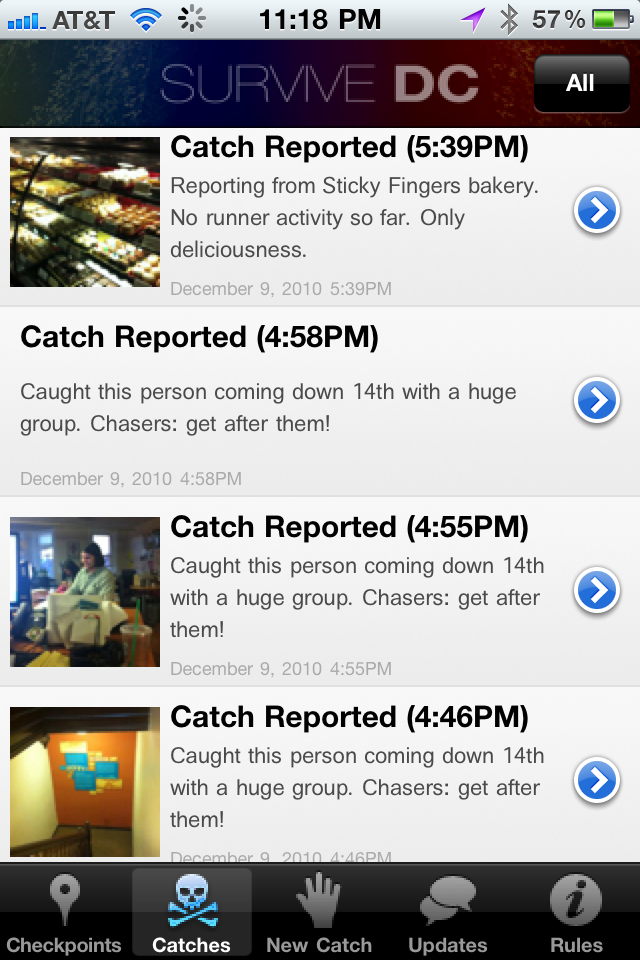 AT&T 11:18 PM 57%
SURVIVE DC All
Catch Reported (5:39PM)
Reporting from Sticky Fingers bakery.
No runner activity so far. Only
deliciousness.
December 9, 2010 5:39PM
Catch Reported (4:58PM)
Caught this person coming down 14th with a huge
group. Chasers: get after them!
December 9, 2010 4:58PM
Catch Reported (4:55PM)
Caught this person coming down 14th
with a huge group. Chasers: get after
them!
December 9, 2010 4:55PM
Catch Reported (4:46PM)
Caught this person coming down 14th
with a huge group. Chasers: get after
them!
December 9, 2010 4:46PM
Checkpoints Catches New Catch Updates Rules